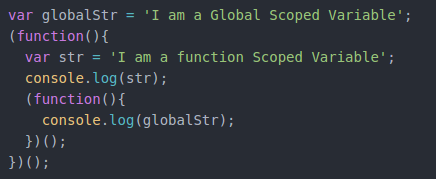 var globalStr = 'I am a Global Scoped Variable';
(function(){
  var str = 'I am a function Scoped Variable';
  console.log(str);
  (function(){
    console.log(globalStr);
  })();
})();